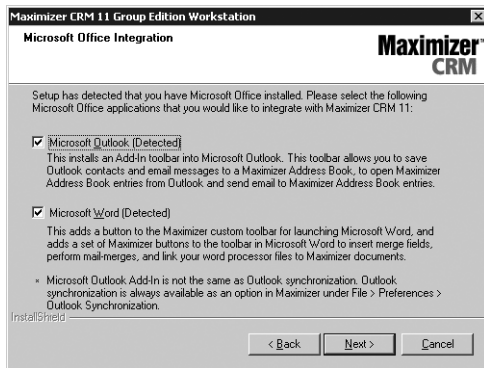 Maximizer CRM 11 Group Edition Workstation
Microsoft Office Integration
Maximizer™
CRM
Setup has detected that you have Microsoft Office installed. Please select the following
Microsoft Office applications that you would like to integrate with Maximizer CRM 11:
Microsoft Outlook (Detected)
This installs an Add-In toolbar into Microsoft Outlook. This toolbar allows you to save
Outlook contacts and email messages to a Maximizer Address Book, to open Maximizer
Address Book entries from Outlook and send email to Maximizer Address Book entries.
Microsoft Word (Detected)
This adds a button to the Maximizer custom toolbar for launching Microsoft Word, and
adds a set of Maximizer buttons to the toolbar in Microsoft Word to insert merge fields,
perform mail-merges, and link your word processor files to Maximizer documents.
* Microsoft Outlook Add-In is not the same as Outlook synchronization. Outlook
synchronization is always available as an option in Maximizer under File > Preferences >
Outlook Synchronization.
InstallShield
< Back Next > Cancel